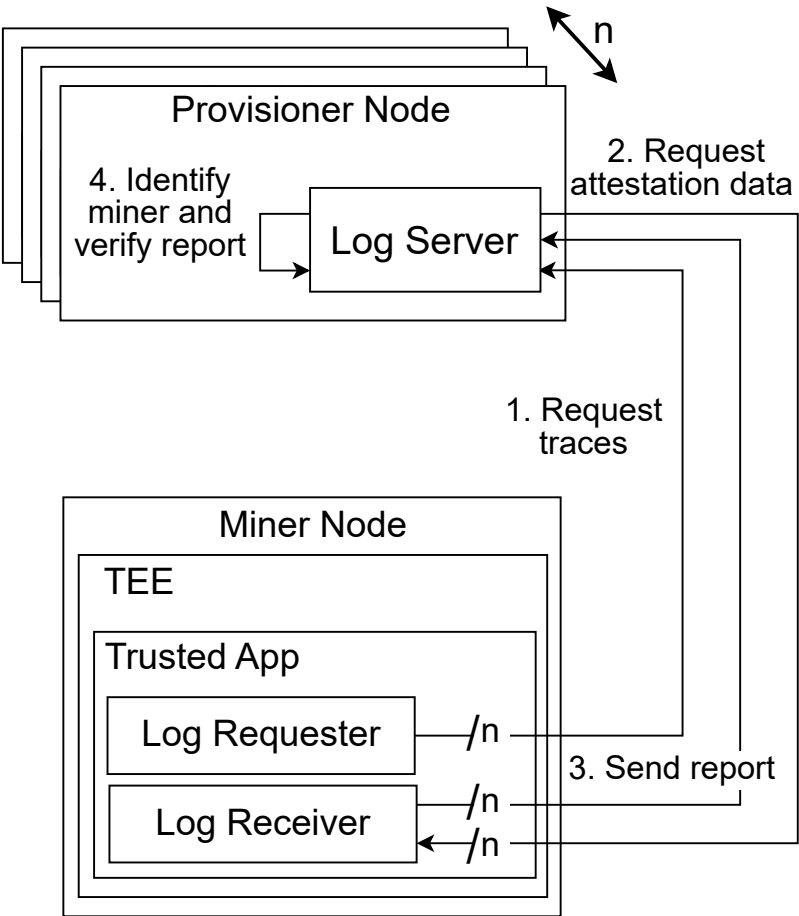 n
Provisioner Node
2. Request
attestation data
4. Identify
miner and
verify report
Log Server
1. Request
traces
Miner Node
TEE
Trusted App
Log Requester
/n
3. Send report
Log Receiver
/n
/n